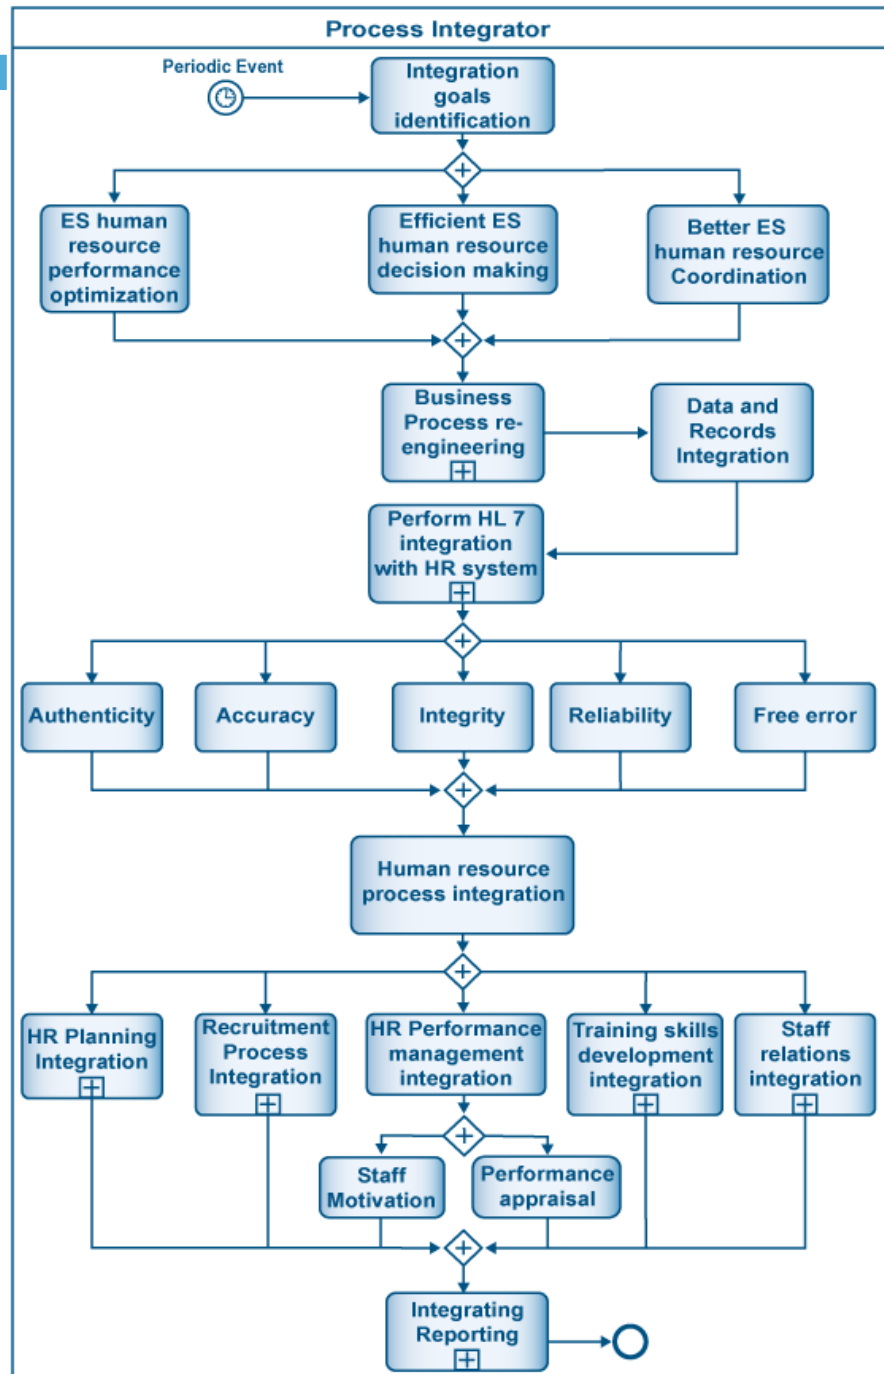 Process Integrator
Periodic Event
Integration
goals
identification
ES human
resource
performance
optimization
Efficient ES
human resource
decision making
Better ES
human resource
Coordination
Business
Process re-
engineering
Data and
Records
Integration
Perform HL 7
integration
with HR system
Authenticity
Accuracy
Integrity
Reliability
Free error
Human resource
process integration
HR Planning
Integration
Recruitment
Process
Integration
HR Performance
management
integration
Training skills
development
integration
Staff
relations
integration
Staff
Motivation
Performance
appraisal
Integrating
Reporting